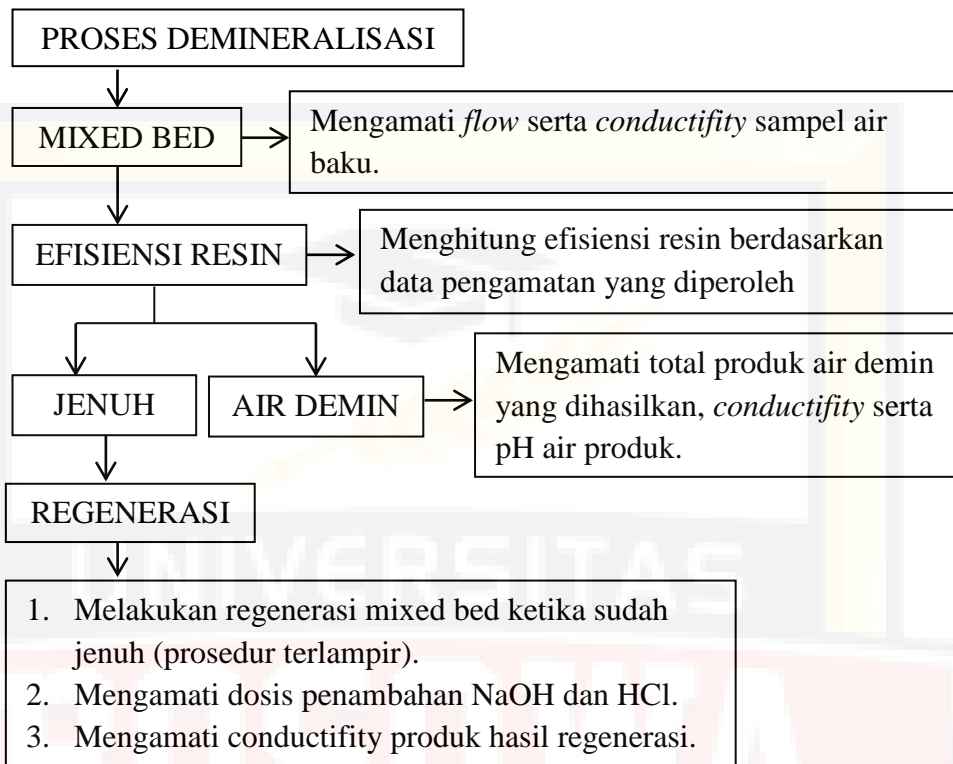 PROSES DEMINERALISASI
MIXED BED
Mengamati flow serta conductifity sampel air
baku.
EFISIENSI RESIN
Menghitung efisiensi resin berdasarkan
data pengamatan yang diperoleh
JENUH
AIR DEMIN
Mengamati total produk air demin
yang dihasilkan, conductifity serta
pH air produk.
REGENERASI
UNIVERSITAS
1. Melakukan regenerasi mixed bed ketika sudah
jenuh (prosedur terlampir).
2. Mengamati dosis penambahan NaOH dan HCl.
3. Mengamati conductifity produk hasil regenerasi.